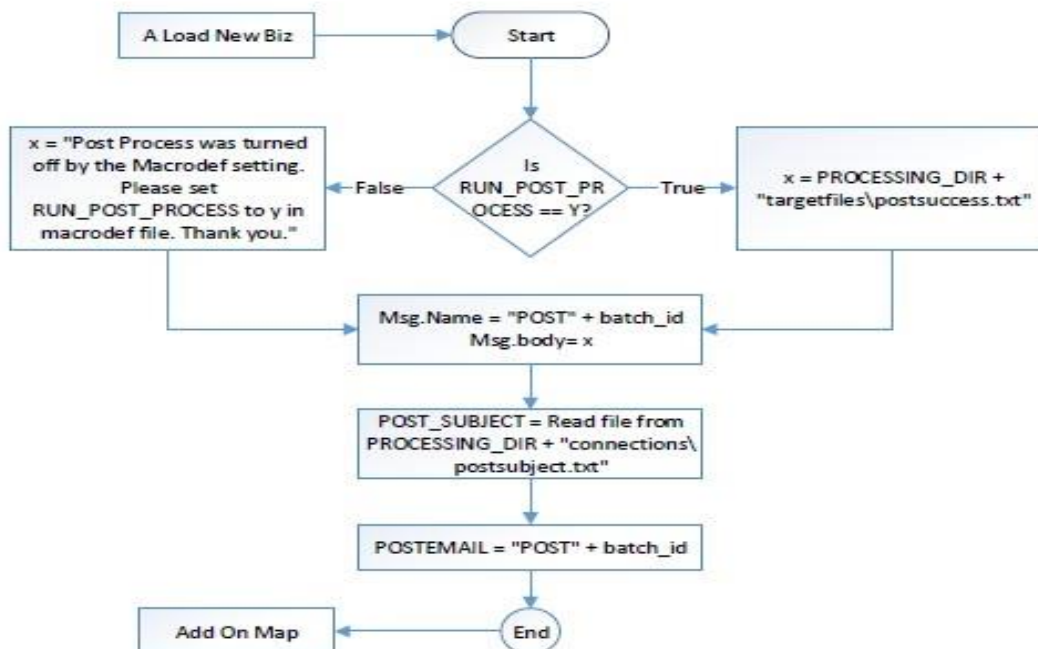 A Load New Biz
Start
x = "Post Process was turned
off by the Macrodef setting.
Please set
RUN_POST_PROCESS to y in
macrodef file. Thank you."
False
Is
RUN_POST_PR
OCESS == Y?
True
x = PROCESSING_DIR +
"targetfiles\postsuccess.txt"
Msg.Name = "POST" + batch_id
Msg.body= x
POST_SUBJECT = Read file from
PROCESSING_DIR + "connections\
postsubject.txt"
POSTEMAIL = "POST" + batch_id
Add On Map
End